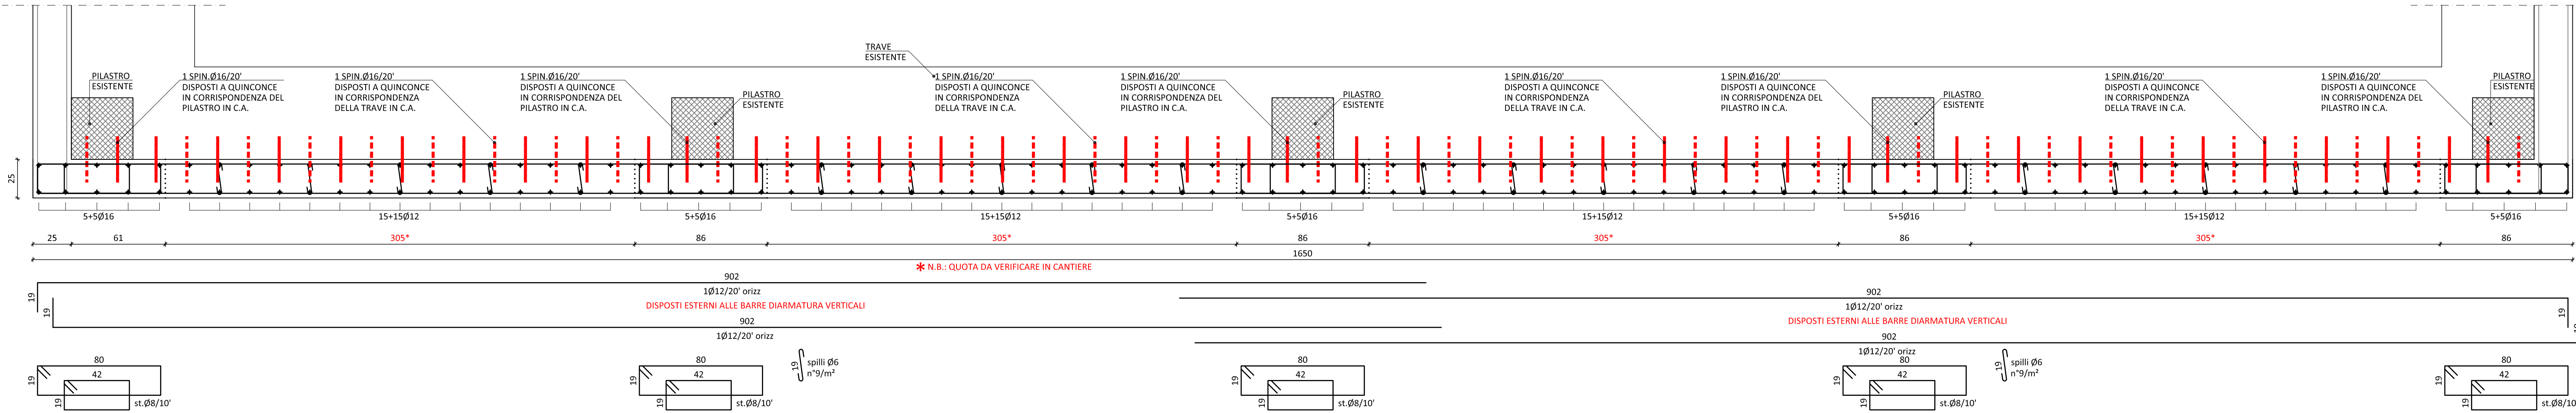 TRAVE
ESISTENTE
PILASTRO
ESISTENTE
1 SPIN.Ø16/20'
DISPOSTI A QUINCONCE
IN CORRISPONDENZA DEL
PILASTRO IN C.A.
1 SPIN.Ø16/20'
DISPOSTI A QUINCONCE
IN CORRISPONDENZA
DELLA TRAVE IN C.A.
1 SPIN.Ø16/20'
DISPOSTI A QUINCONCE
IN CORRISPONDENZA DEL
PILASTRO IN C.A.
PILASTRO
ESISTENTE
1 SPIN.Ø16/20'
DISPOSTI A QUINCONCE
IN CORRISPONDENZA
DELLA TRAVE IN C.A.
1 SPIN.Ø16/20'
DISPOSTI A QUINCONCE
IN CORRISPONDENZA DEL
PILASTRO IN C.A.
PILASTRO
ESISTENTE
1 SPIN.Ø16/20'
DISPOSTI A QUINCONCE
IN CORRISPONDENZA
DELLA TRAVE IN C.A.
1 SPIN.Ø16/20'
DISPOSTI A QUINCONCE
IN CORRISPONDENZA DEL
PILASTRO IN C.A.
PILASTRO
ESISTENTE
1 SPIN.Ø16/20'
DISPOSTI A QUINCONCE
IN CORRISPONDENZA
DELLA TRAVE IN C.A.
1 SPIN.Ø16/20'
DISPOSTI A QUINCONCE
IN CORRISPONDENZA DEL
PILASTRO IN C.A.
PILASTRO
ESISTENTE
25
5+5Ø16 15+15Ø12 5+5Ø16 15+15Ø12 5+5Ø16 15+15Ø12 5+5Ø16 15+15Ø12 5+5Ø16
25 61 305* 86 305* 86 305* 86 305* 86
1650
* N.B.: QUOTA DA VERIFICARE IN CANTIERE
902
19
1Ø12/20' orizz
DISPOSTI ESTERNI ALLE BARRE DIARMATURA VERTICALI
19
902
1Ø12/20' orizz
902
1Ø12/20' orizz
19
DISPOSTI ESTERNI ALLE BARRE DIARMATURA VERTICALI
902
1Ø12/20' orizz
80
19
42
19
st.Ø8/10'
80
19
42
19
st.Ø8/10'
19
spilli Ø6
n°9/m²
80
19
42
19
st.Ø8/10'
80
19
42
19
st.Ø8/10'
19
spilli Ø6
n°9/m²
80
19
42
19
st.Ø8/10